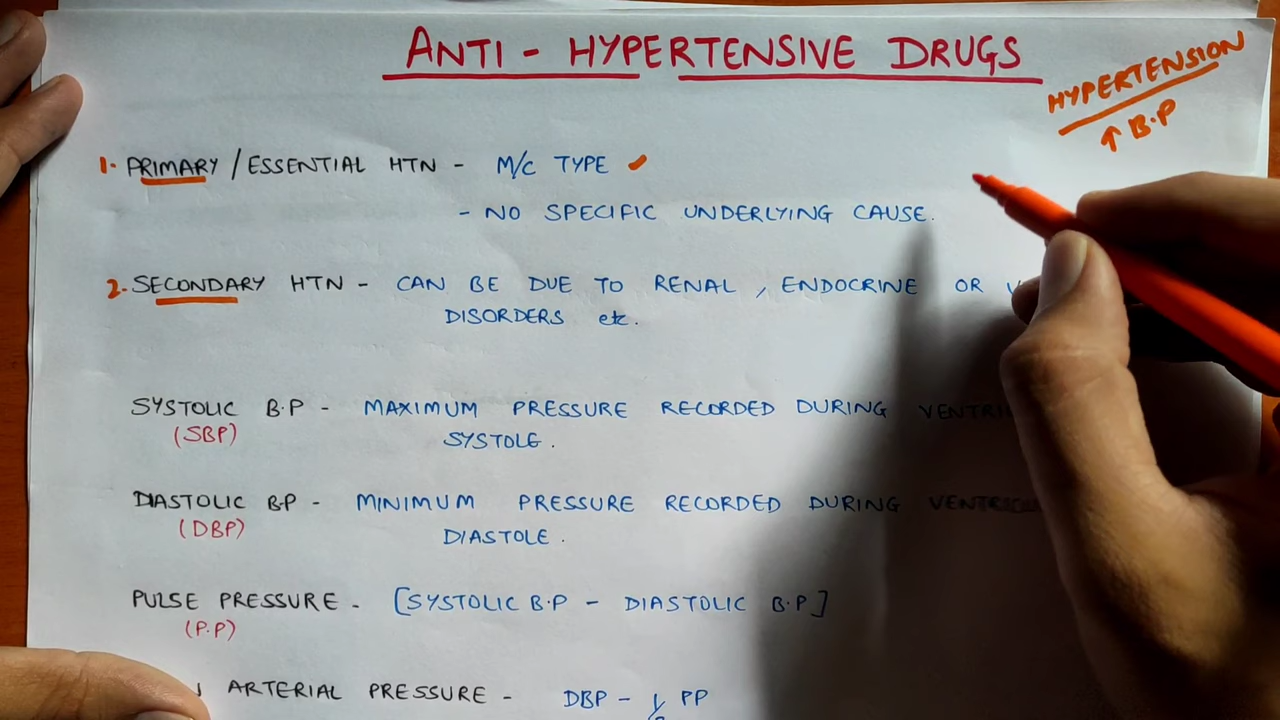 ANTI - HYPERTENSIVE DRUGS
HYPERTENSION
↑ B.P
1. PRIMARY / ESSENTIAL HTN - M/C TYPE
- NO SPECIFIC UNDERLYING CAUSE.
2. SECONDARY HTN - CAN BE DUE TO RENAL, ENDOCRINE OR
DISORDERS etc.
SYSTOLIC B.P - MAXIMUM PRESSURE RECORDED DURING
(SBP) SYSTOLE.
DIASTOLIC B.P - MINIMUM PRESSURE RECORDED DURING
(DBP) DIASTOLE.
PULSE PRESSURE - [SYSTOLIC B.P - DIASTOLIC B.P]
(P.P)
ARTERIAL PRESSURE - DBP - PP